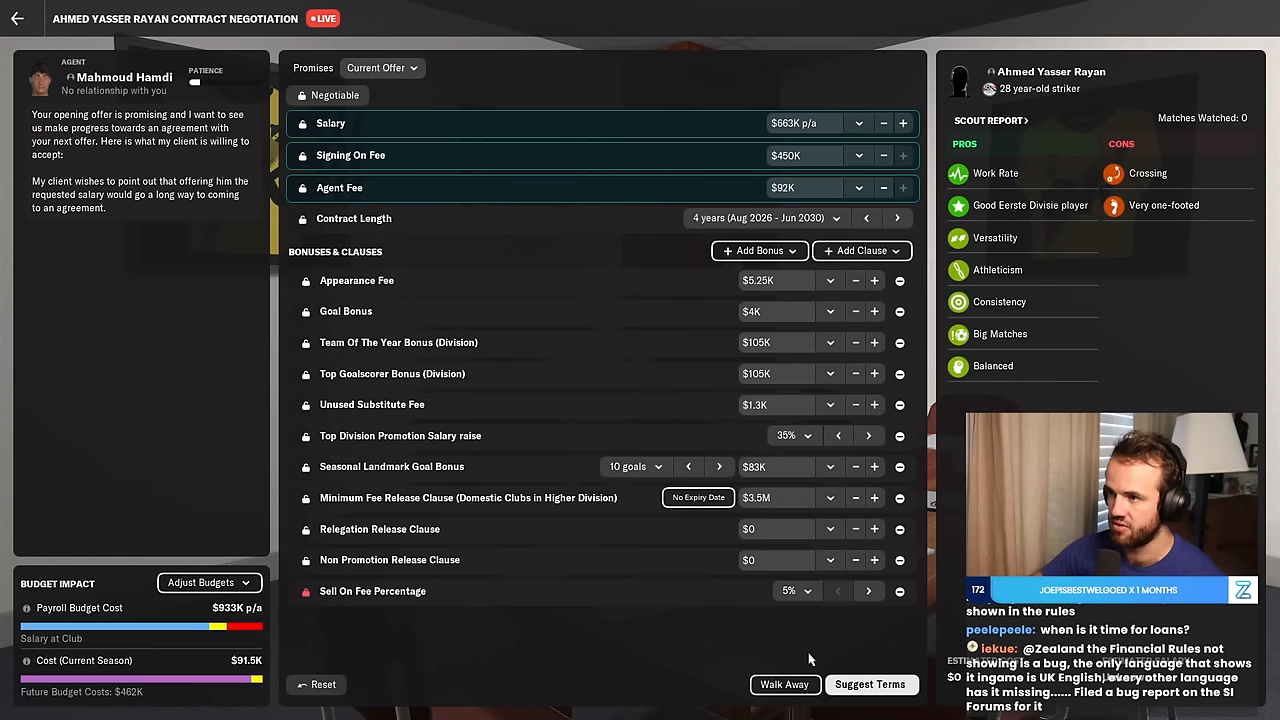 AHMED YASSER RAYAN CONTRACT NEGOTIATION
LIVE
AGENT
Mahmoud Hamdi
No relationship with you
PATIENCE
Your opening offer is promising and I want to see
us make progress towards an agreement with
your next offer. Here is what my client is willing to
accept:
My client wishes to point out that offering him the
requested salary would go a long way to coming
to an agreement.
BUDGET IMPACT
Adjust Budgets
Payroll Budget Cost $933K p/a
Salary at Club
Cost (Current Season) $91.5K
Future Budget Costs: $462K
Promises Current Offer
Negotiable
Salary $663K p/a
Signing On Fee $450K
Agent Fee $92K
Contract Length 4 years (Aug 2026 - Jun 2030)
BONUSES & CLAUSES
+ Add Bonus
+ Add Clause
Appearance Fee $5.25K
Goal Bonus $4K
Team Of The Year Bonus (Division) $105K
Top Goalscorer Bonus (Division) $105K
Unused Substitute Fee $1.3K
Top Division Promotion Salary raise 35%
Seasonal Landmark Goal Bonus 10 goals $83K
Minimum Fee Release Clause (Domestic Clubs in Higher Division) No Expiry Date $3.5M
Relegation Release Clause $0
Non Promotion Release Clause $0
Sell On Fee Percentage 5%
Reset
Walk Away
Suggest Terms
Ahmed Yasser Rayan
28 year-old striker
SCOUT REPORT>
Matches Watched: 0
PROS
CONS
Work Rate
Crossing
Good Eerste Divisie player
Very one-footed
Versatility
Athleticism
Consistency
Big Matches
Balanced
172 JOEPISBESTWELGOED X 1 MONTHS Z
shown in the rules
peelepeele: when is it time for loans?
iekue: @Zealand the Financial Rules not
showing is a bug, the only language that shows
it ingame is UK English, every other language
has it missing...... Filed a bug report on the SI
Forums for it
$0